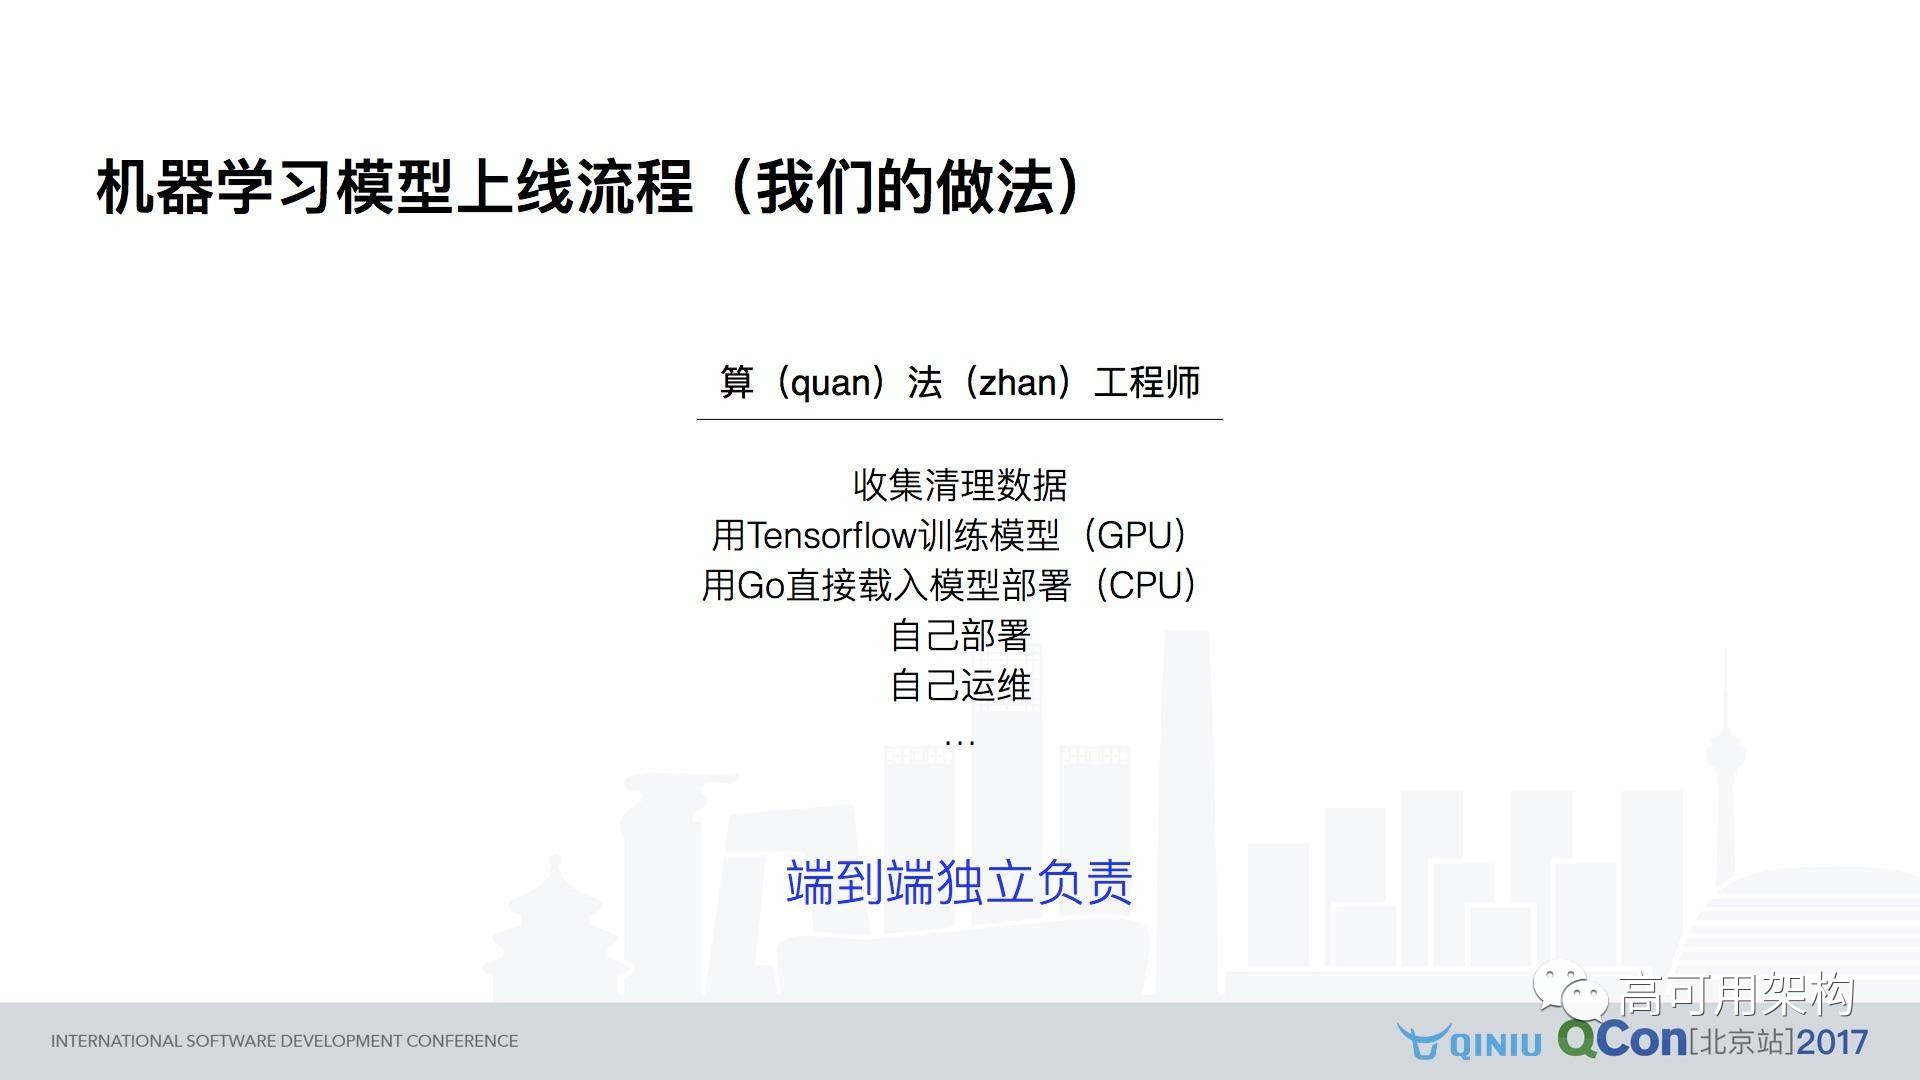 机器学习模型上线流程（我们的做法）
算（quan）法（zhan）工程师
收集清理数据
用Tensorflow训练模型（GPU）
用Go直接载入模型部署（CPU）
自己部署
自己运维
...
端到端独立负责
高可用架构
INTERNATIONAL SOFTWARE DEVELOPMENT CONFERENCE
QINIU QCon[北京站]2017